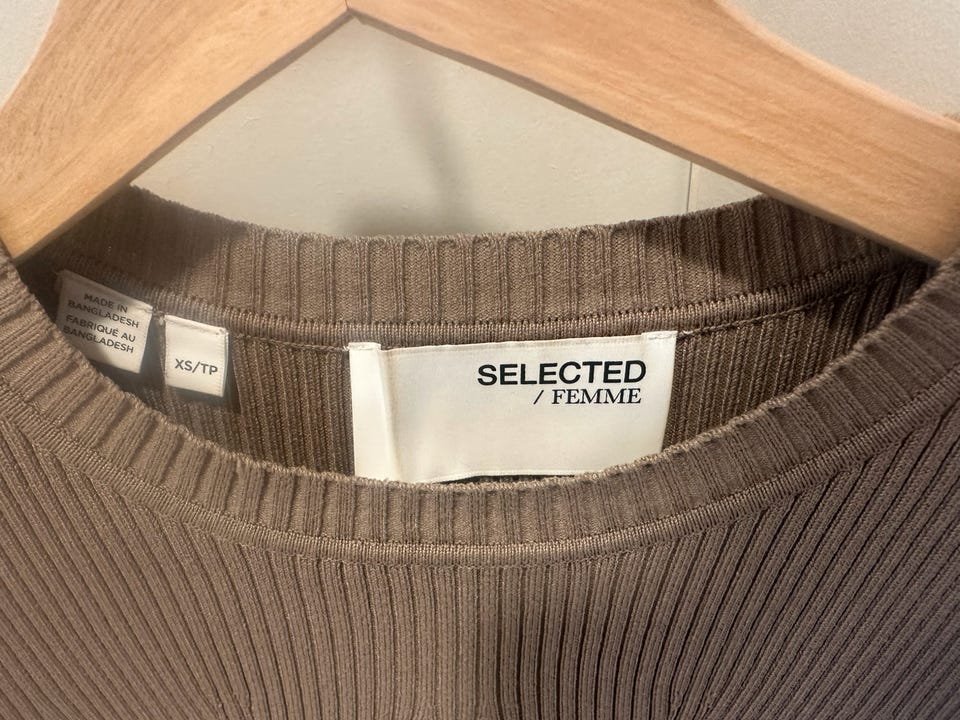 MADE IN
BANGLADESH
FABRIQUÉ AU
BANGLADESH
XS/TP
SELECTED
/ FEMME